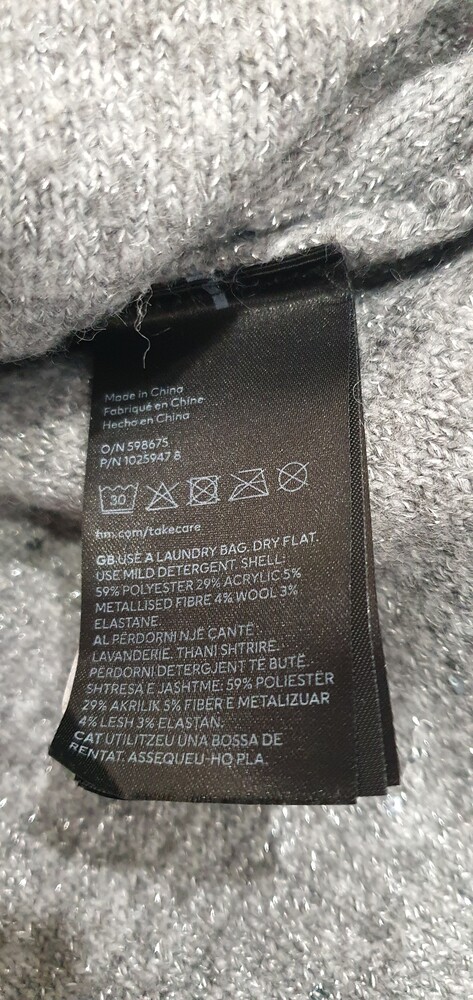 Made in China
Fabriqué en Chine
Hecho en China
O/N 598675
P/N 1025947 8
30
hm.com/takecare
GB USE A LAUNDRY BAG. DRY FLAT.
USE MILD DETERGENT. SHELL:
59% POLYESTER 29% ACRYLIC 5%
METALLISED FIBRE 4% WOOL 3%
ELASTANE.
AL PËRDORNI NJË ÇANTË
LAVANDERIE. THANI SHTRIRË.
PËRDORNI DETERGJENT TË BUTË.
SHTRESA E JASHTME: 59% POLIESTËR
29% AKRILIK 5% FIBËR E METALIZUAR
4% LESH 3% ELASTAN.
CAT UTILITZEU UNA BOSSA DE
RENTAT. ASSEQUEU-HO PLA.